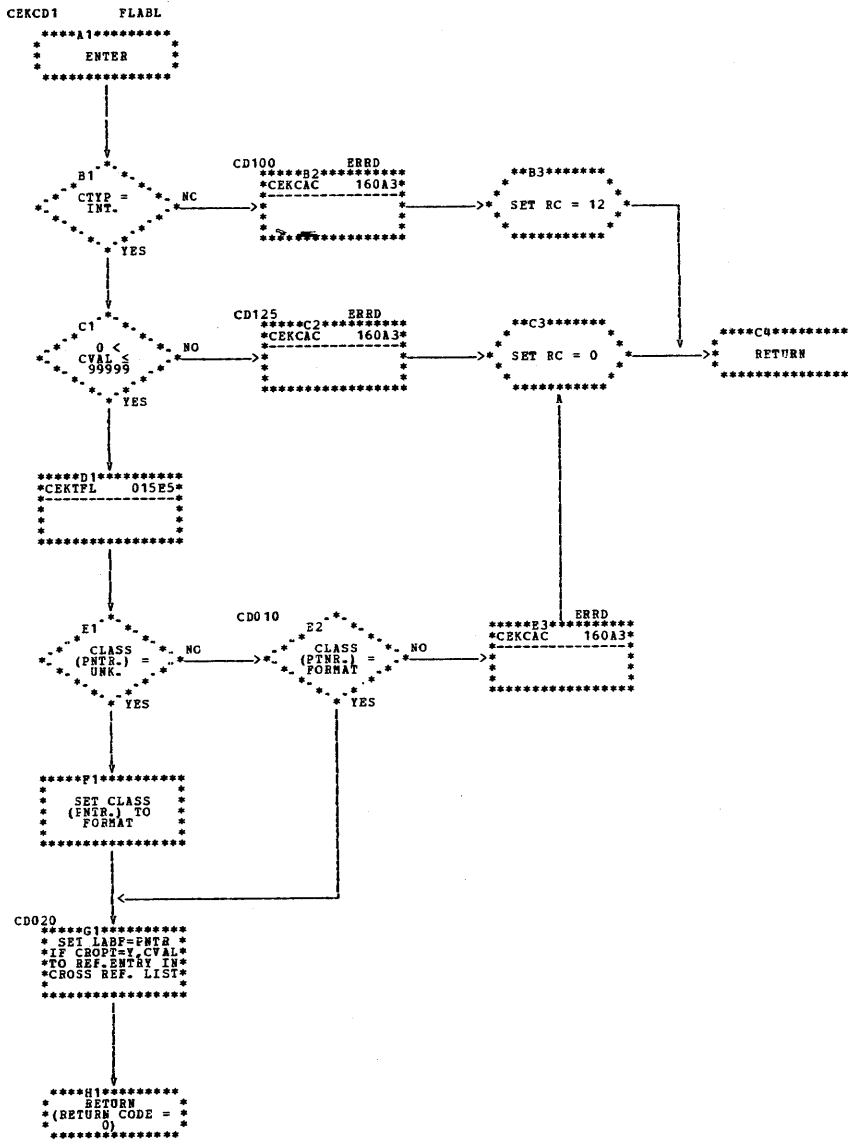 CEKCD1 FLABL
A1
ENTER
B1
CTYP =
INT.
NO
YES
CD100 ERRD
B2
CEKCAC 160A3
B3
SET RC = 12
C1
0 <
CVAL ≤
99999
NO
YES
CD125 ERRD
C2
CEKCAC 160A3
C3
SET RC = 0
C4
RETURN
D1
CEKTFL 015E5
E1
CLASS
(PNTR.) =
UNK.
NO
YES
CD010
E2
CLASS
(PTNR.) =
FORMAT
NO
YES
ERRD
E3
CEKCAC 160A3
F1
SET CLASS
(PNTR.) TO
FORMAT
CD020
G1
SET LABF=PNTR
IF CROPT=Y,CVAL
TO REF.ENTRY IN
CROSS REF. LIST
H1
RETURN
(RETURN CODE =
0)